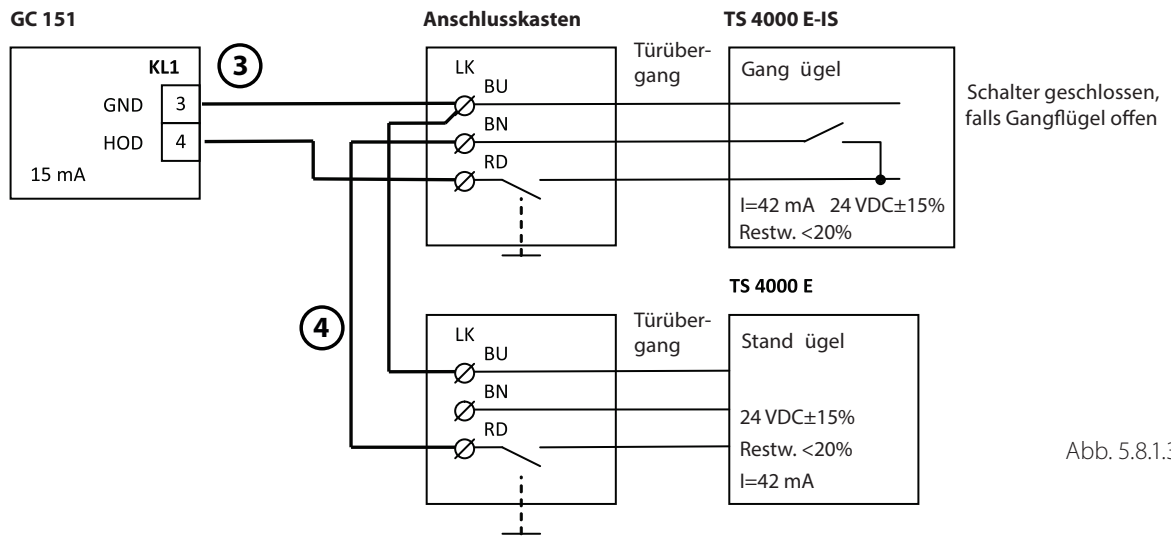 GC 151
KL1
3
GND
3
HOD
4
15 mA
Anschlusskasten
LK
BU
BN
RD
Türüber-
gang
TS 4000 E-IS
Gang ügel
I=42 mA 24 VDC±15%
Restw. <20%
Schalter geschlossen,
falls Gangflügel offen
4
LK
BU
BN
RD
Türüber-
gang
TS 4000 E
Stand ügel
24 VDC±15%
Restw. <20%
I=42 mA
Abb. 5.8.1.3